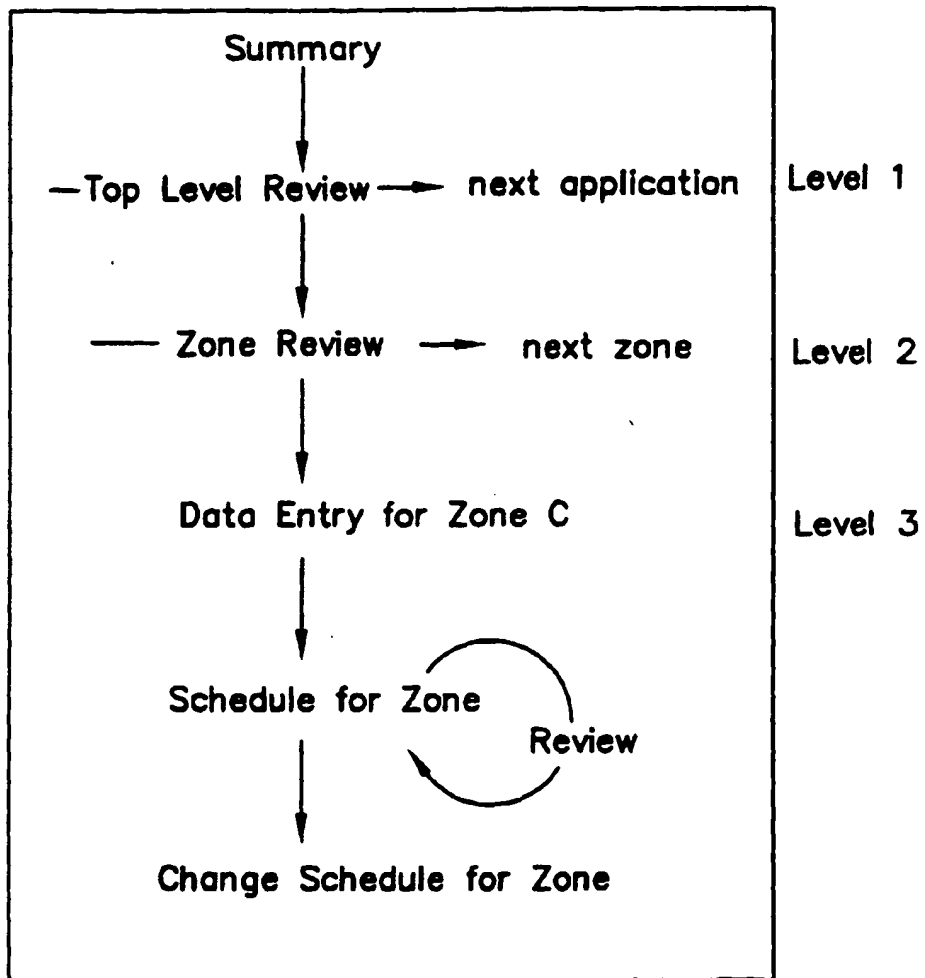 Summary
Top Level Review next application Level 1
Zone Review next zone Level 2
Data Entry for Zone C Level 3
Schedule for Zone
Review
Change Schedule for Zone